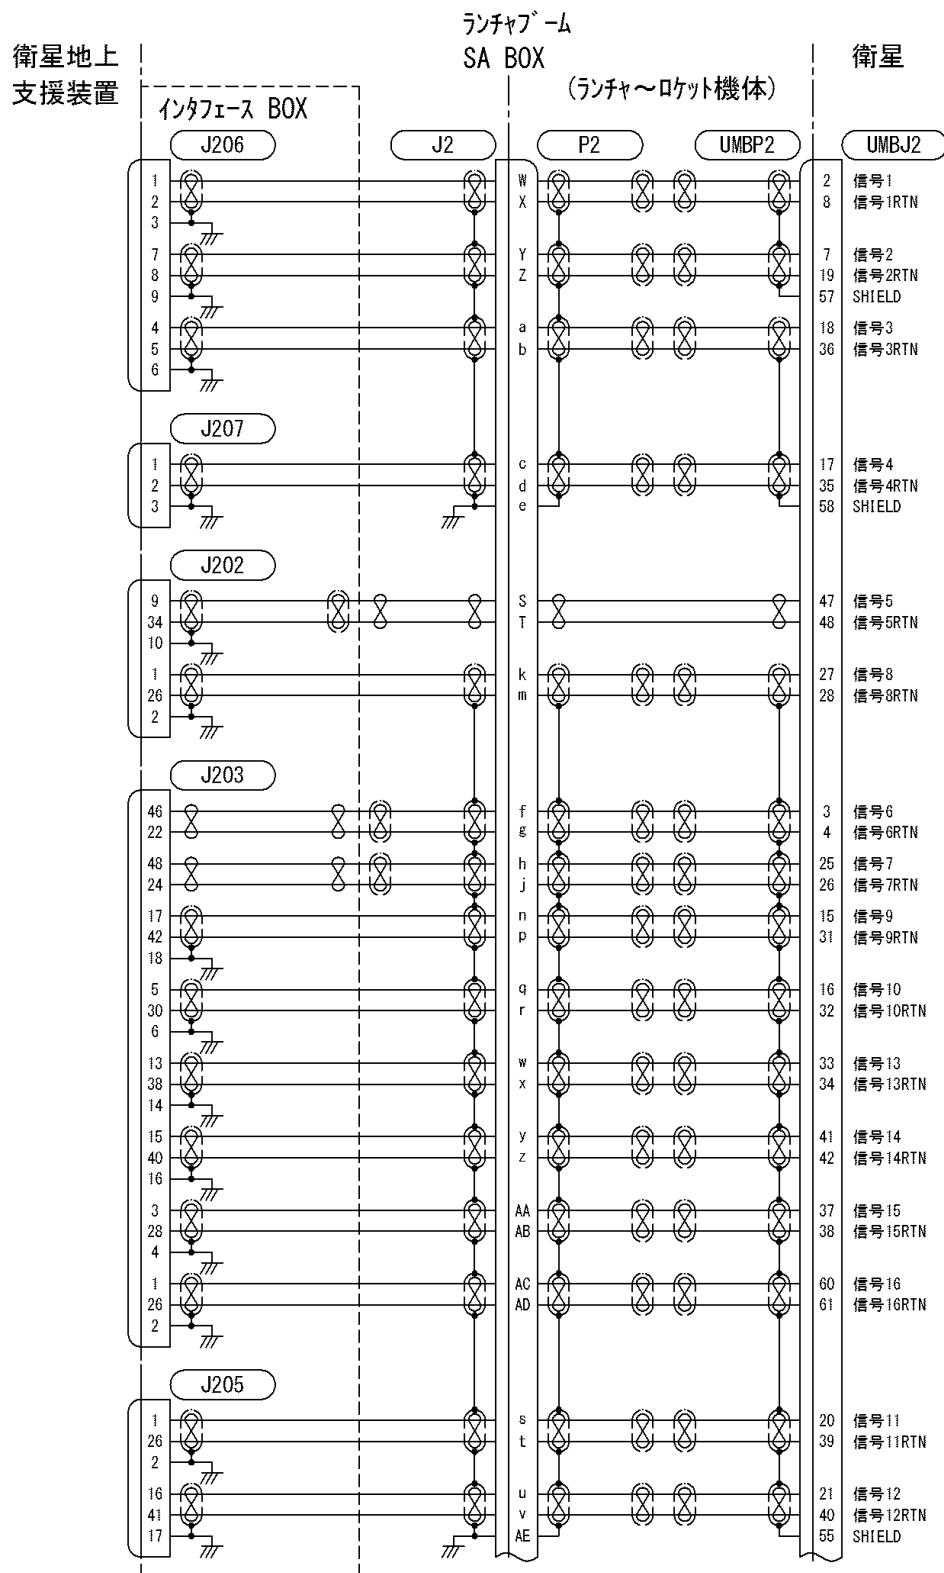 ランチャブーム
衛星地上 SA BOX 衛星
支援装置 (ランチャ～ロケット機体)
インタフェース BOX
J206 J2 P2 UMBP2 UMBJ2
1 W 2 信号1
2 X 8 信号1RTN
3
7 Y 7 信号2
8 Z 19 信号2RTN
9 57 SHIELD
4 a 18 信号3
5 b 36 信号3RTN
6
J207
1 c 17 信号4
2 d 35 信号4RTN
3 e 58 SHIELD
J202
9 S 47 信号5
34 T 48 信号5RTN
10
1 k 27 信号8
26 m 28 信号8RTN
2
J203
46 f 3 信号6
22 g 4 信号6RTN
48 h 25 信号7
24 j 26 信号7RTN
17 n 15 信号9
42 p 31 信号9RTN
18
5 q 16 信号10
30 r 32 信号10RTN
6
13 w 33 信号13
38 x 34 信号13RTN
14
15 y 41 信号14
40 z 42 信号14RTN
16
3 AA 37 信号15
28 AB 38 信号15RTN
4
1 AC 60 信号16
26 AD 61 信号16RTN
2
J205
1 s 20 信号11
26 t 39 信号11RTN
2
16 u 21 信号12
41 v 40 信号12RTN
17 AE 55 SHIELD